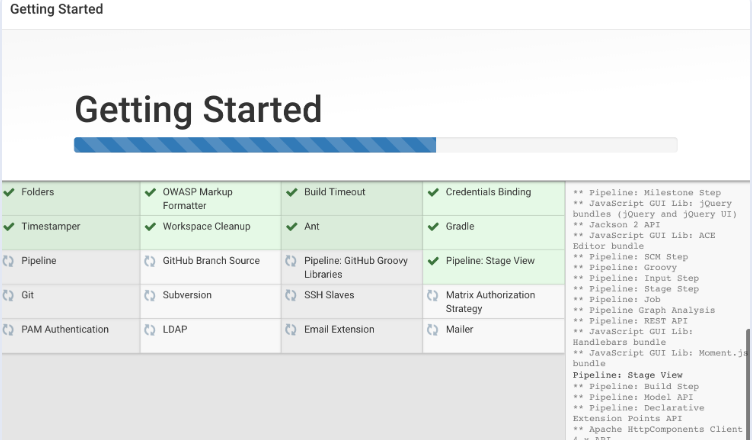 Getting Started
Getting Started
Folders
OWASP Markup
Formatter
Build Timeout
Credentials Binding
Timestamper
Workspace Cleanup
Ant
Gradle
Pipeline
GitHub Branch Source
Pipeline: GitHub Groovy
Libraries
Pipeline: Stage View
Git
Subversion
SSH Slaves
Matrix Authorization
Strategy
PAM Authentication
LDAP
Email Extension
Mailer
** Pipeline: Milestone Step
** JavaScript GUI Lib: jQuery
bundles (jQuery and jQuery UI)
** Jackson 2 API
** JavaScript GUI Lib: ACE
Editor bundle
** Pipeline: SCM Step
** Pipeline: Groovy
** Pipeline: Input Step
** Pipeline: Stage Step
** Pipeline: Job
** Pipeline Graph Analysis
** Pipeline: REST API
** JavaScript GUI Lib:
Handlebars bundle
** JavaScript GUI Lib: Moment.js
bundle
Pipeline: Stage View
** Pipeline: Build Step
** Pipeline: Model API
** Pipeline: Declarative
Extension Points API
** Apache HttpComponents Client
4.x API